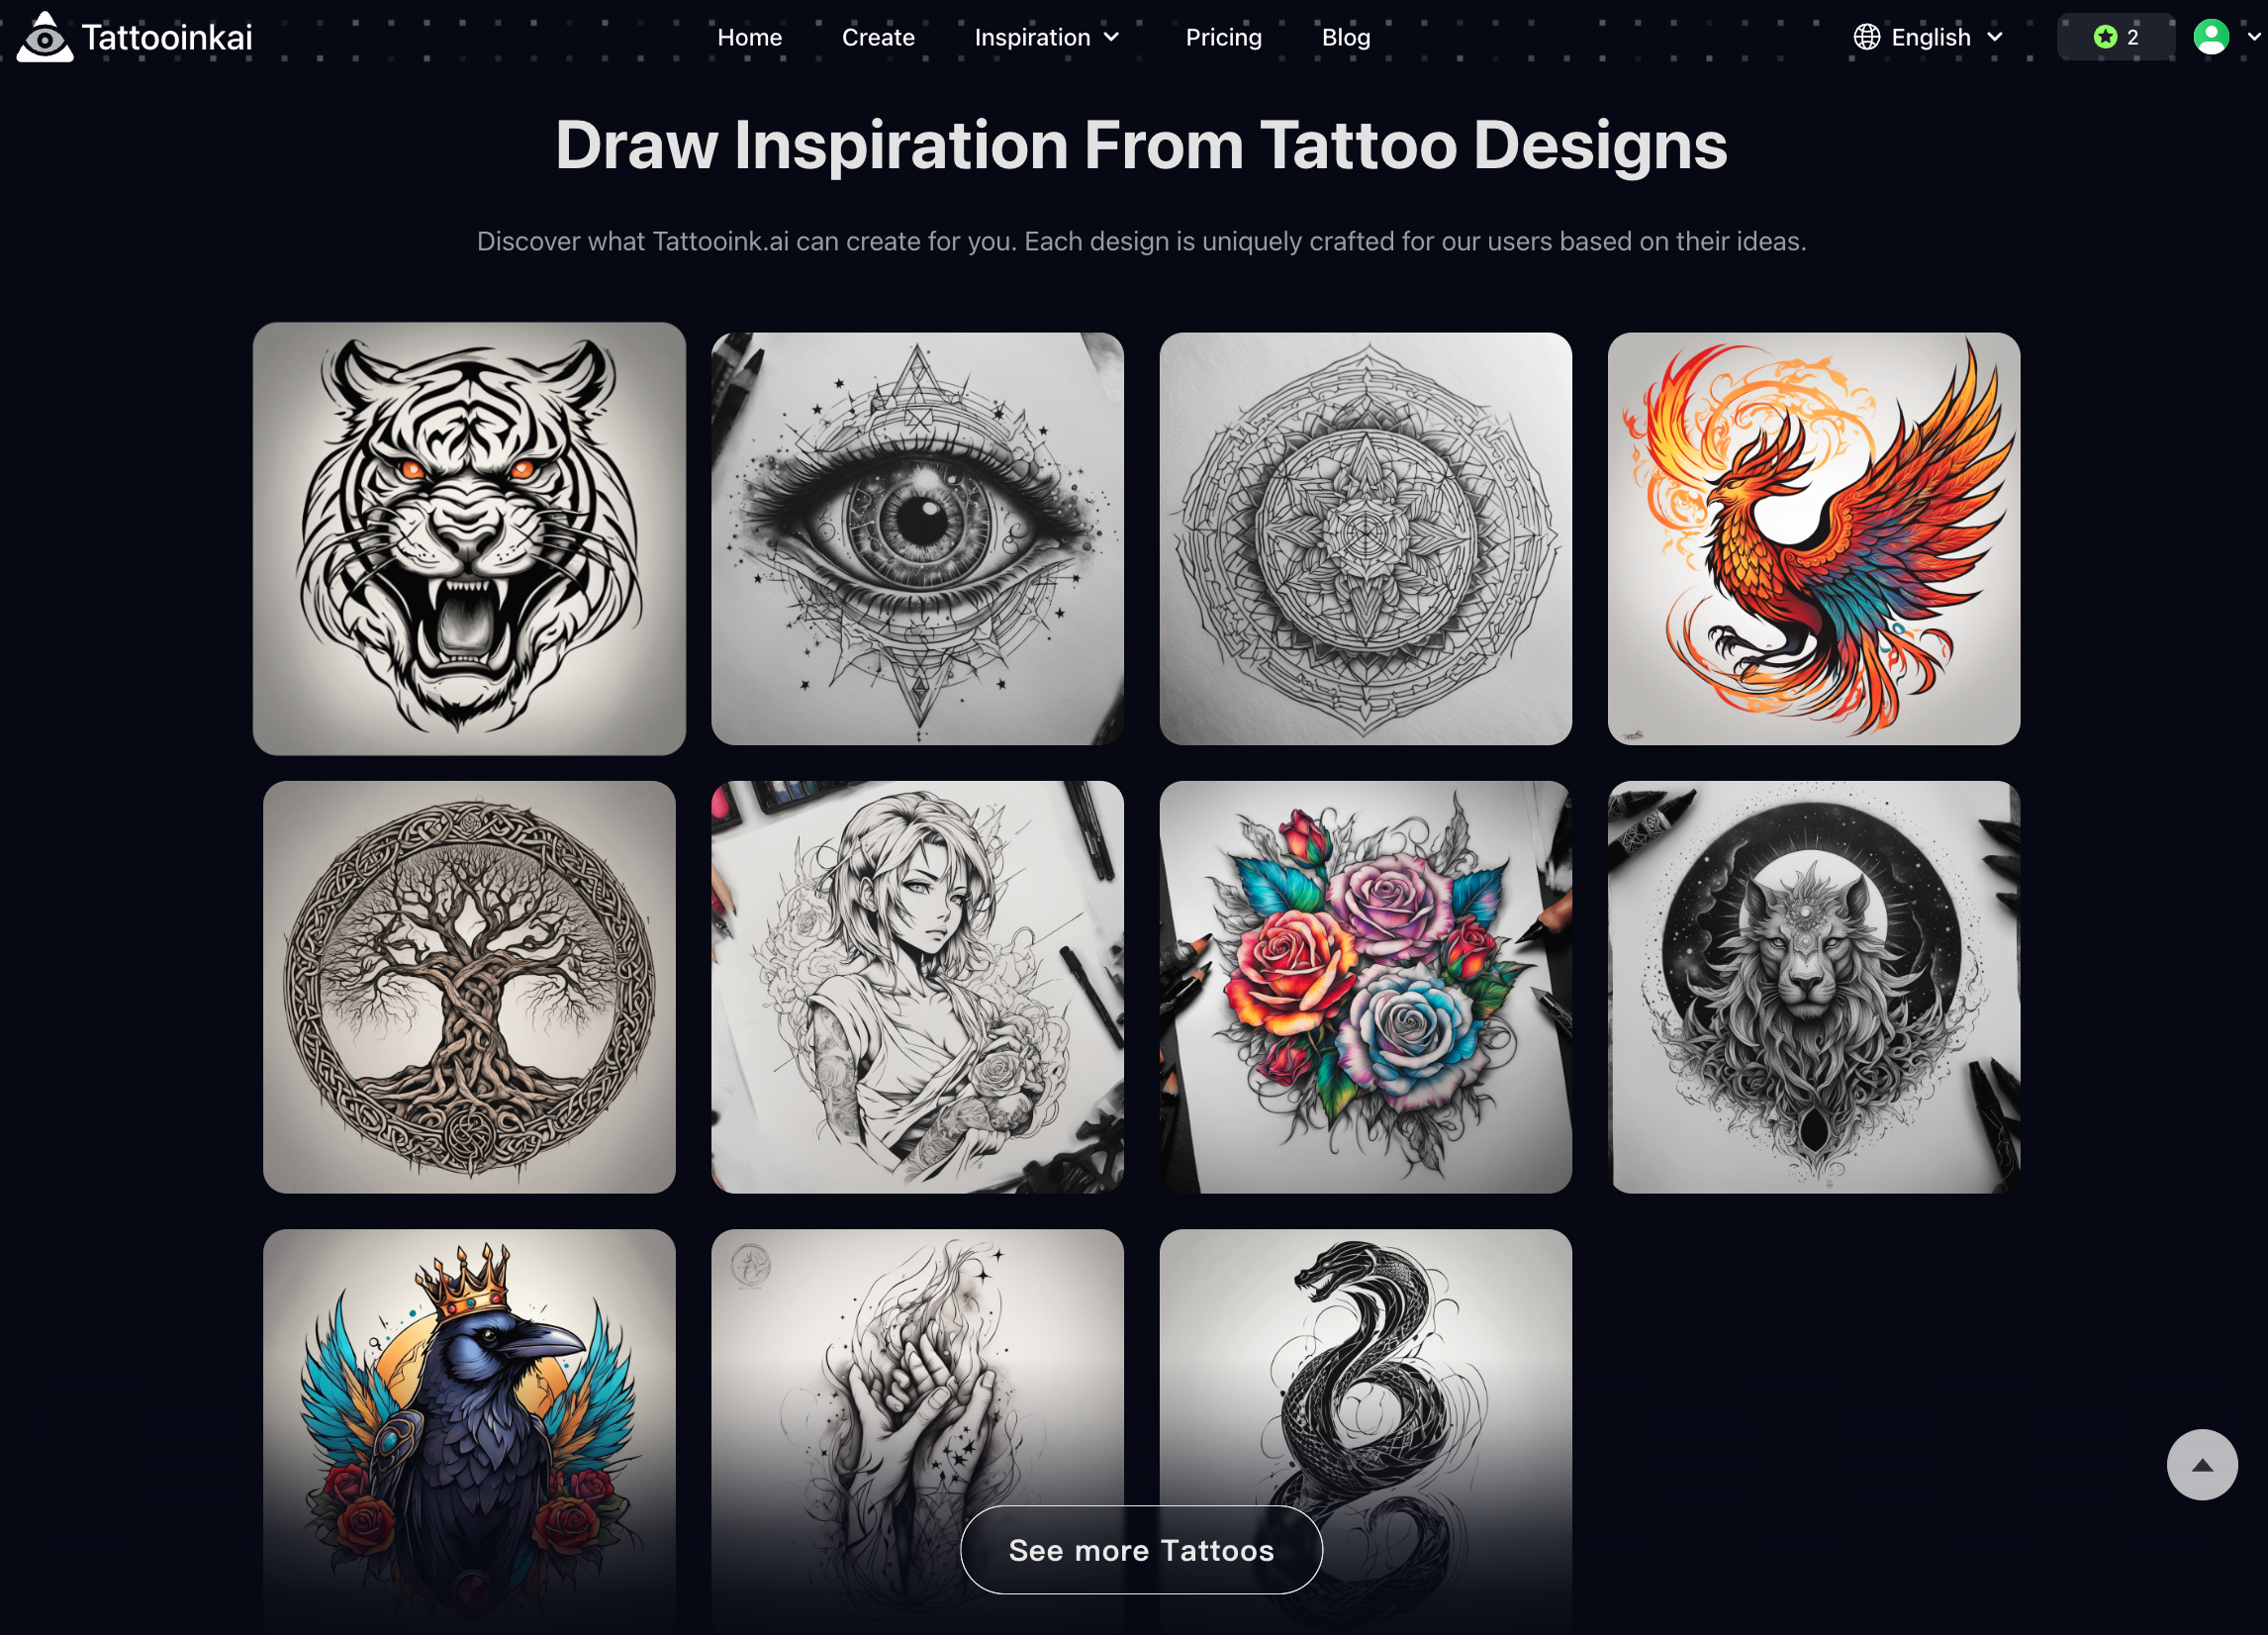 Tattooinkai
Home
Create
Inspiration
Pricing
Blog
English
2
Draw Inspiration From Tattoo Designs
Discover what Tattooink.ai can create for you. Each design is uniquely crafted for our users based on their ideas.
See more Tattoos